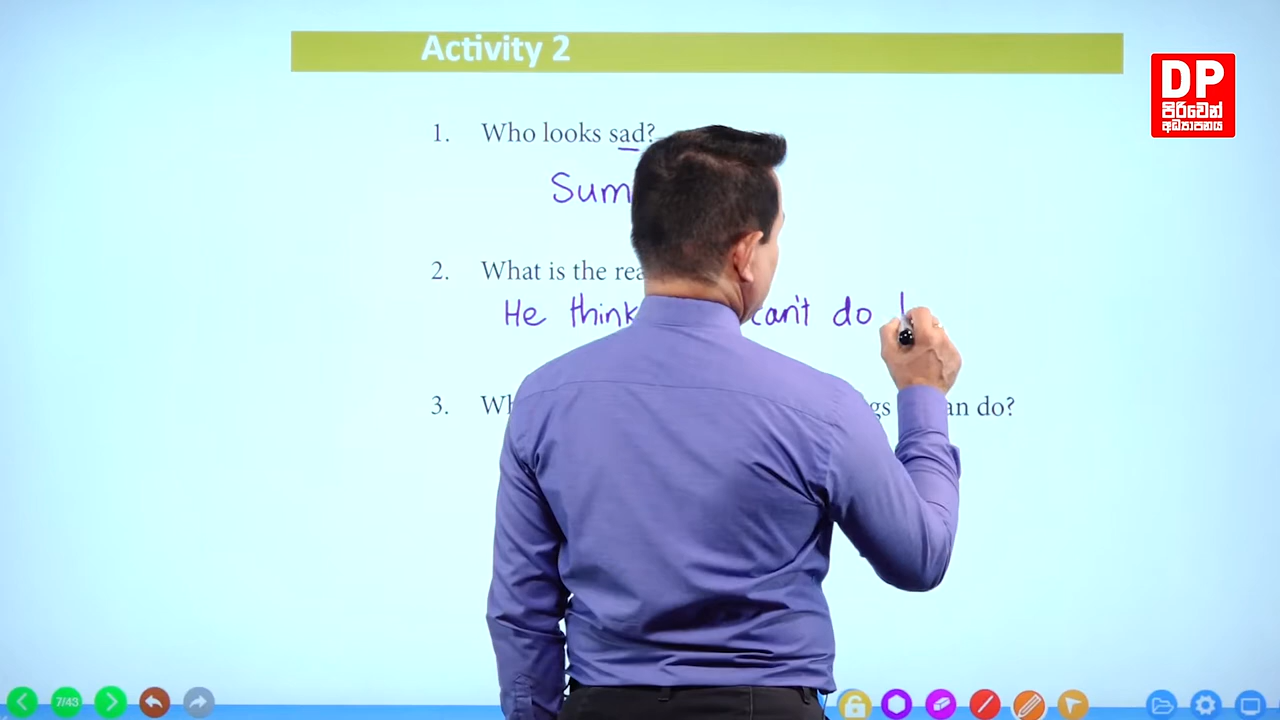 Activity 2
DP
පිරිවෙන්
අධ්‍යාපනය
1. Who looks sad?
Sum
2. What is the rea
He think can't do
3. Wh gs an do?
7/43